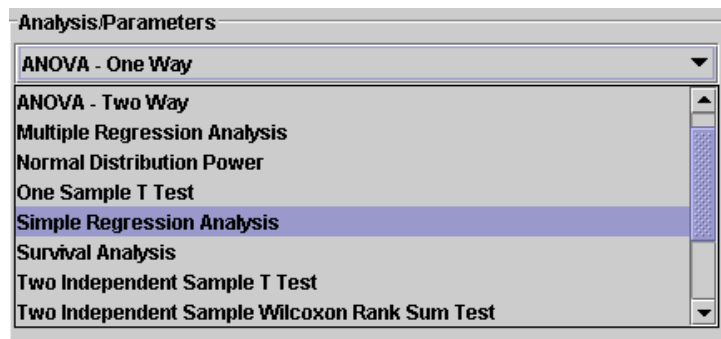 Analysis/Parameters
ANOVA - One Way
ANOVA - Two Way
Multiple Regression Analysis
Normal Distribution Power
One Sample T Test
Simple Regression Analysis
Survival Analysis
Two Independent Sample T Test
Two Independent Sample Wilcoxon Rank Sum Test